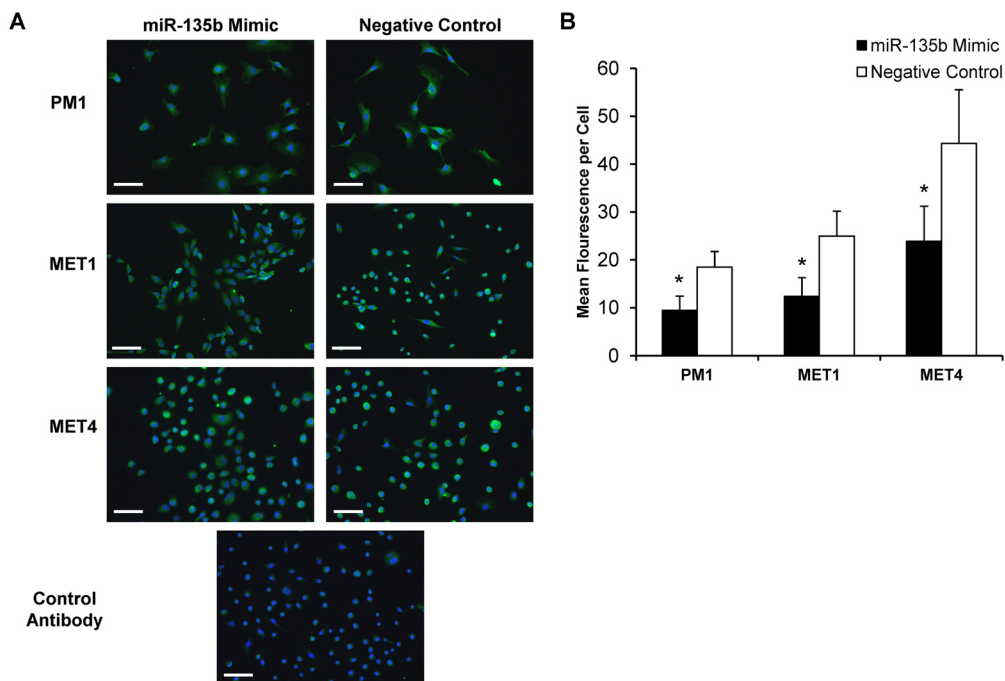 A
miR-135b Mimic
Negative Control
PM1
MET1
MET4
Control
Antibody
B
miR-135b Mimic
Negative Control
Mean Flourescence per Cell
60
50
40
30
20
10
0
*
*
*
PM1
MET1
MET4